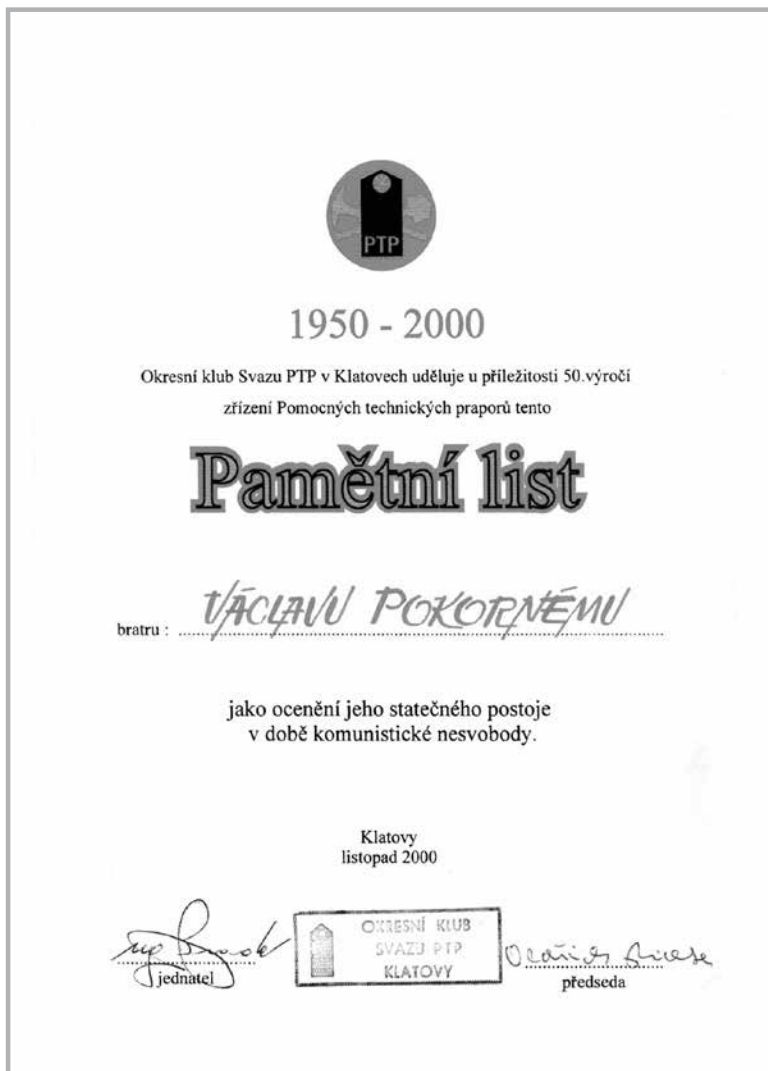 PTP
1950 - 2000
Okresní klub Svazu PTP v Klatovech uděluje u příležitosti 50.výročí
zřízení Pomocných technických praporů tento
Pamětní list
bratru : VÁCLAVU POKORNÉMU
jako ocenění jeho statečného postoje
v době komunistické nesvobody.
Klatovy
listopad 2000
OKRESNÍ KLUB
SVAZU PTP
KLATOVY
jednatel
předseda